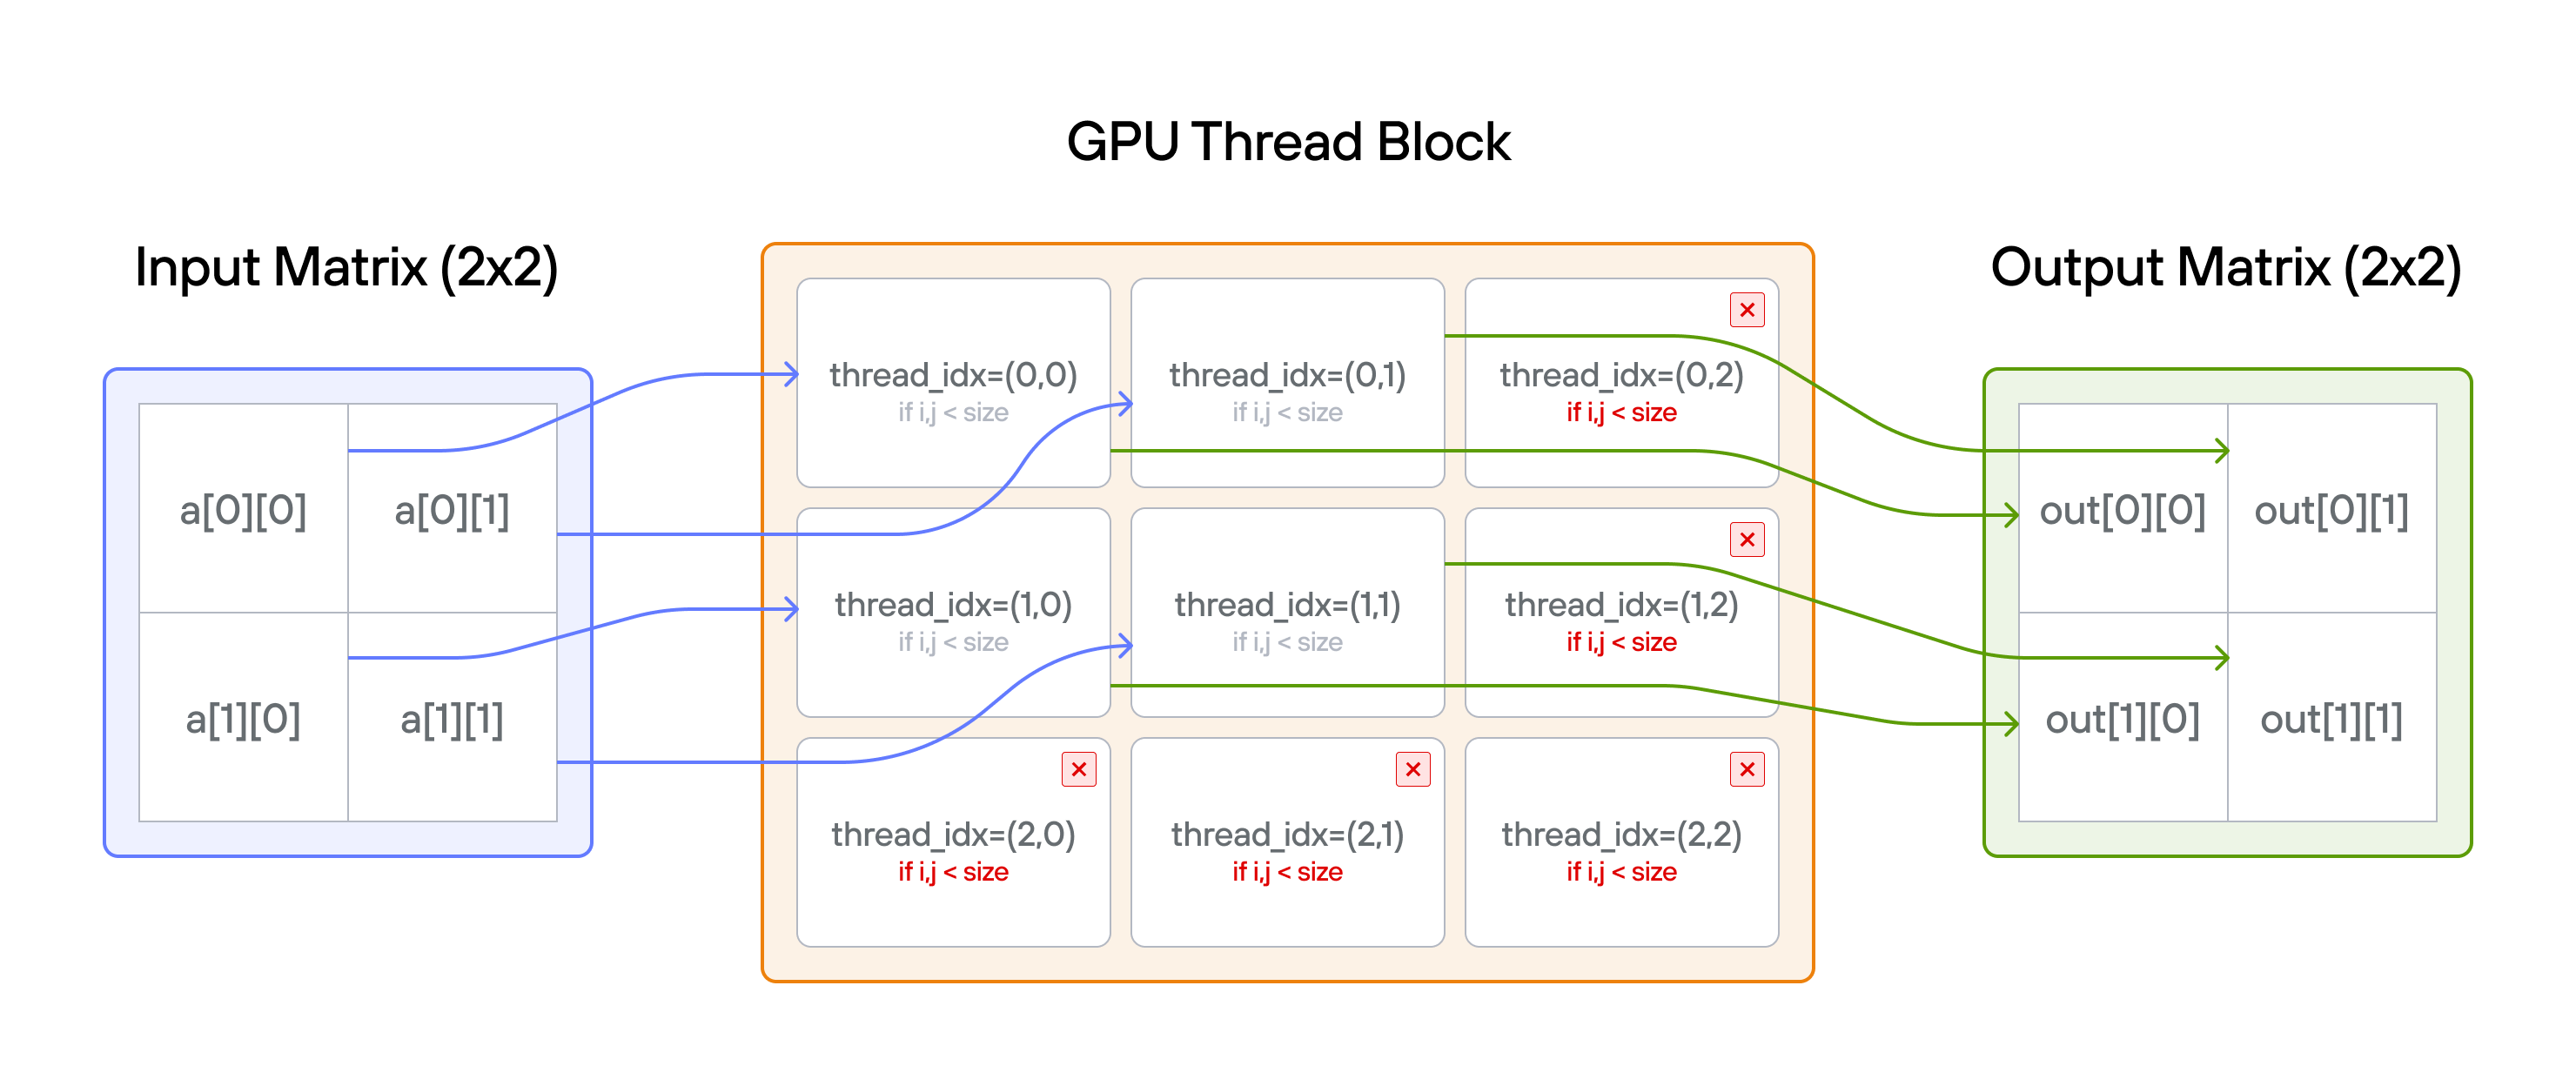 GPU Thread Block
Input Matrix (2x2)
a[0][0]
a[0][1]
a[1][0]
a[1][1]
thread_idx=(0,0)
if i,j < size
thread_idx=(0,1)
if i,j < size
thread_idx=(0,2)
if i,j < size
thread_idx=(1,0)
if i,j < size
thread_idx=(1,1)
if i,j < size
thread_idx=(1,2)
if i,j < size
thread_idx=(2,0)
if i,j < size
thread_idx=(2,1)
if i,j < size
thread_idx=(2,2)
if i,j < size
Output Matrix (2x2)
out[0][0]
out[0][1]
out[1][0]
out[1][1]